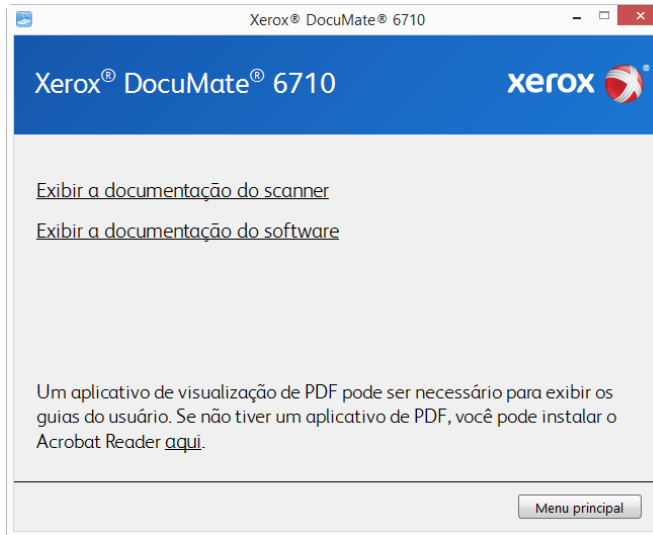 Xerox® DocuMate® 6710
Xerox® DocuMate® 6710
xerox®
Exibir a documentação do scanner
Exibir a documentação do software
Um aplicativo de visualização de PDF pode ser necessário para exibir os
guias do usuário. Se não tiver um aplicativo de PDF, você pode instalar o
Acrobat Reader aqui.
Menu principal